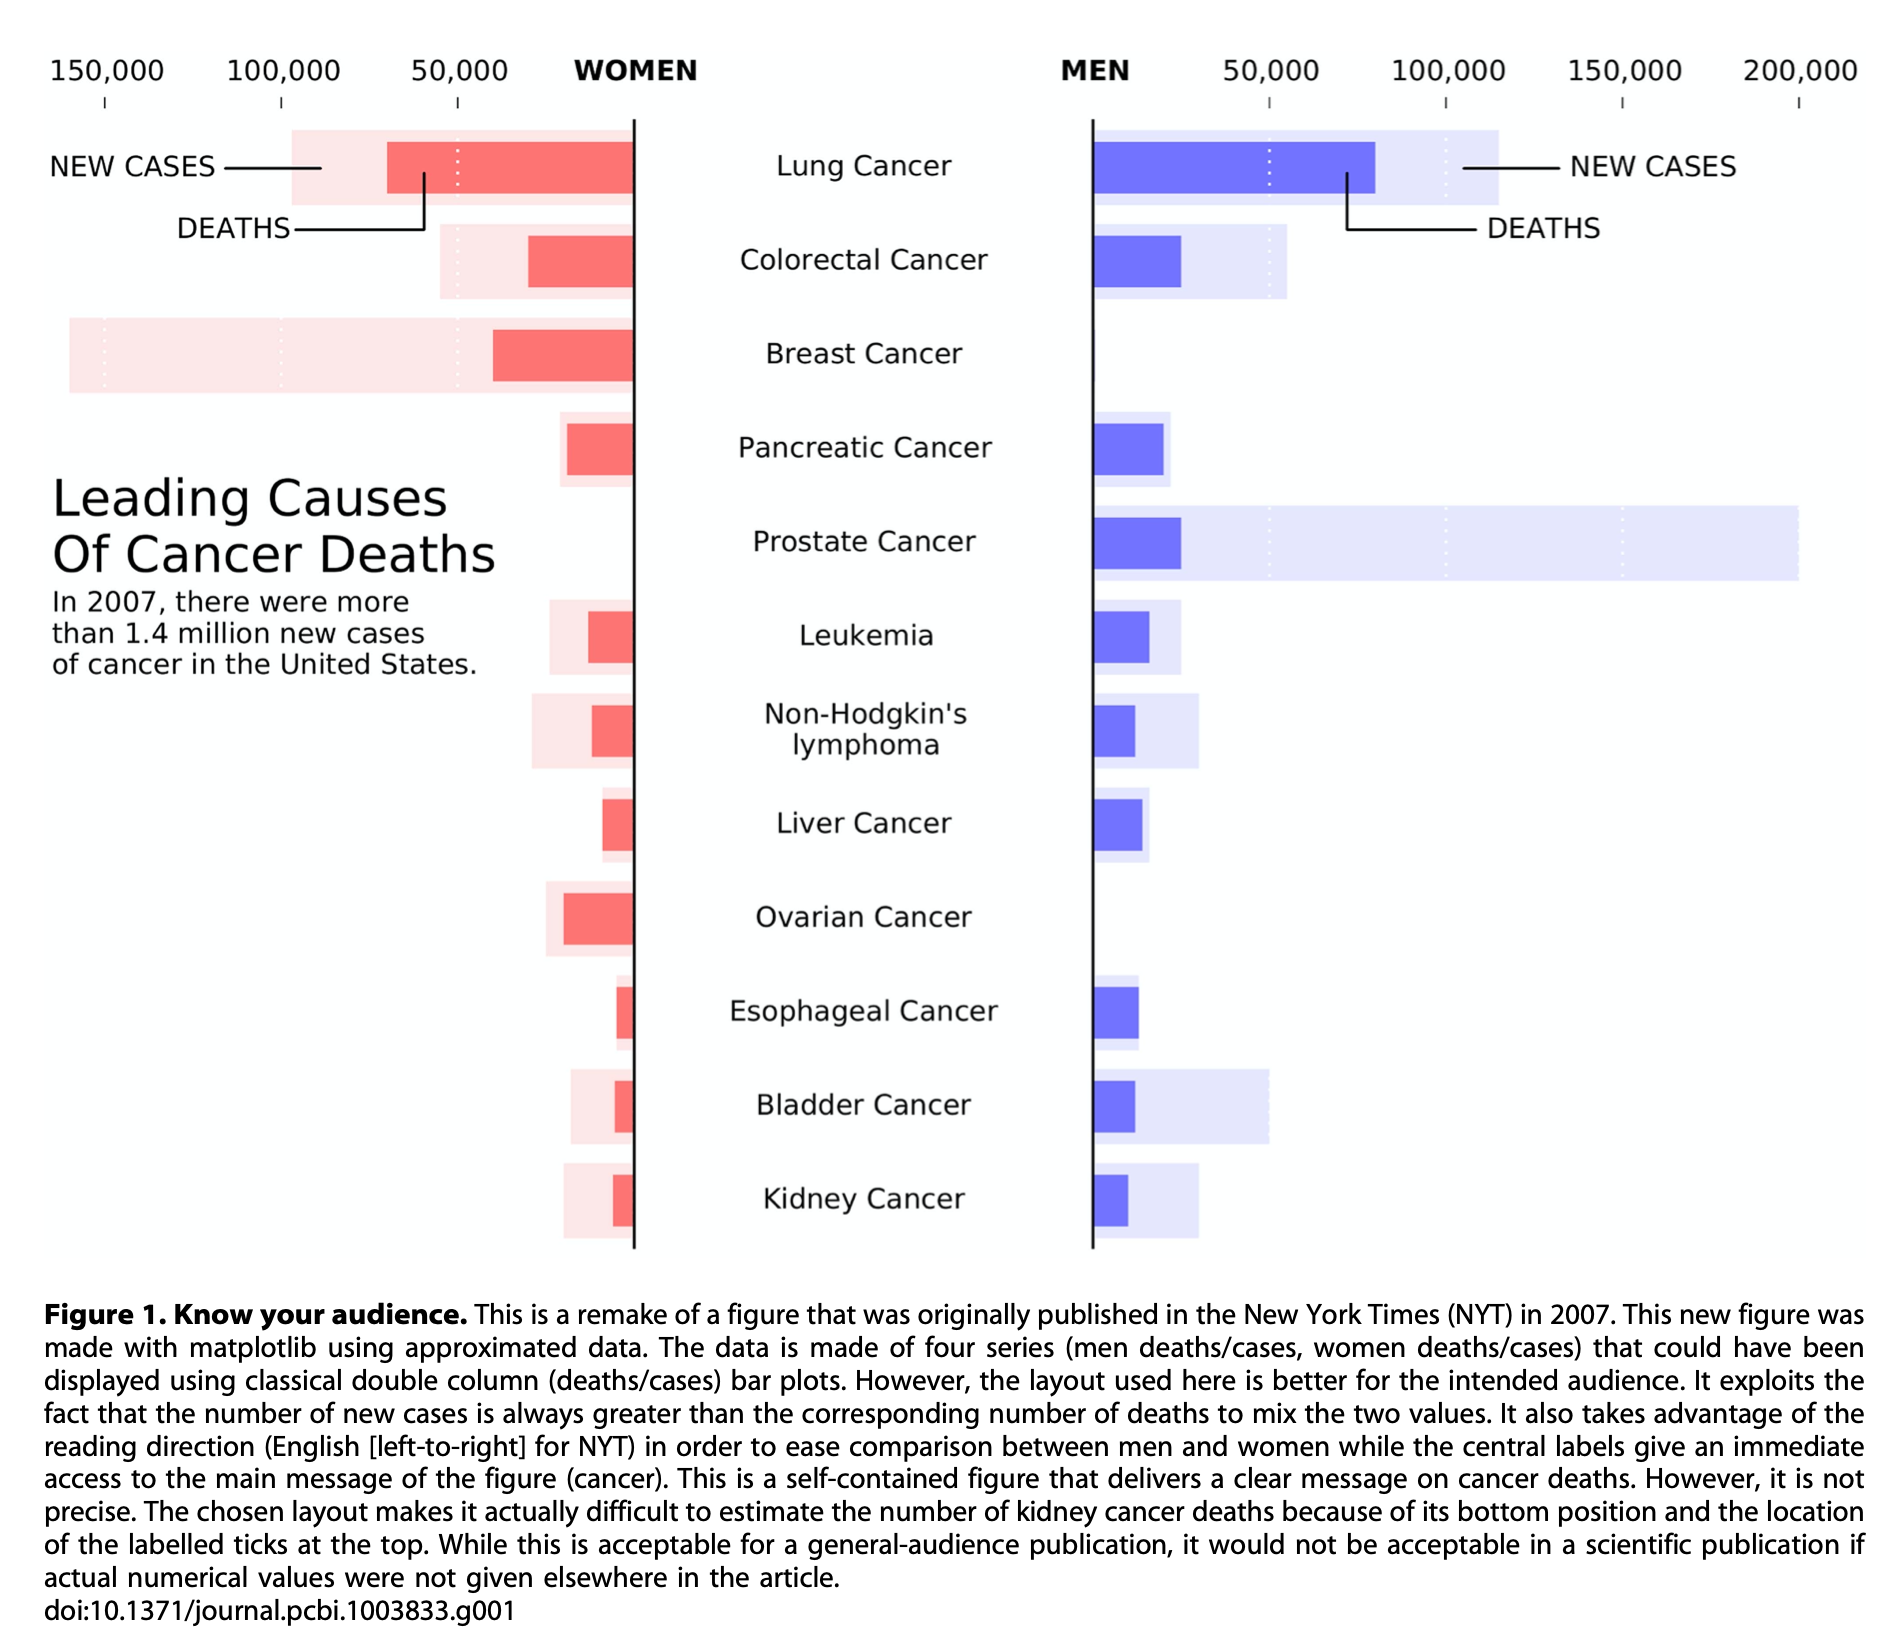 150,000 100,000 50,000 WOMEN MEN 50,000 100,000 150,000 200,000
NEW CASES Lung Cancer NEW CASES
DEATHS DEATHS
Colorectal Cancer
Breast Cancer
Pancreatic Cancer
Leading Causes
Of Cancer Deaths
In 2007, there were more
than 1.4 million new cases
of cancer in the United States.
Prostate Cancer
Leukemia
Non-Hodgkin's
lymphoma
Liver Cancer
Ovarian Cancer
Esophageal Cancer
Bladder Cancer
Kidney Cancer
Figure 1. Know your audience. This is a remake of a figure that was originally published in the New York Times (NYT) in 2007. This new figure was
made with matplotlib using approximated data. The data is made of four series (men deaths/cases, women deaths/cases) that could have been
displayed using classical double column (deaths/cases) bar plots. However, the layout used here is better for the intended audience. It exploits the
fact that the number of new cases is always greater than the corresponding number of deaths to mix the two values. It also takes advantage of the
reading direction (English [left-to-right] for NYT) in order to ease comparison between men and women while the central labels give an immediate
access to the main message of the figure (cancer). This is a self-contained figure that delivers a clear message on cancer deaths. However, it is not
precise. The chosen layout makes it actually difficult to estimate the number of kidney cancer deaths because of its bottom position and the location
of the labelled ticks at the top. While this is acceptable for a general-audience publication, it would not be acceptable in a scientific publication if
actual numerical values were not given elsewhere in the article.
doi:10.1371/journal.pcbi.1003833.g001